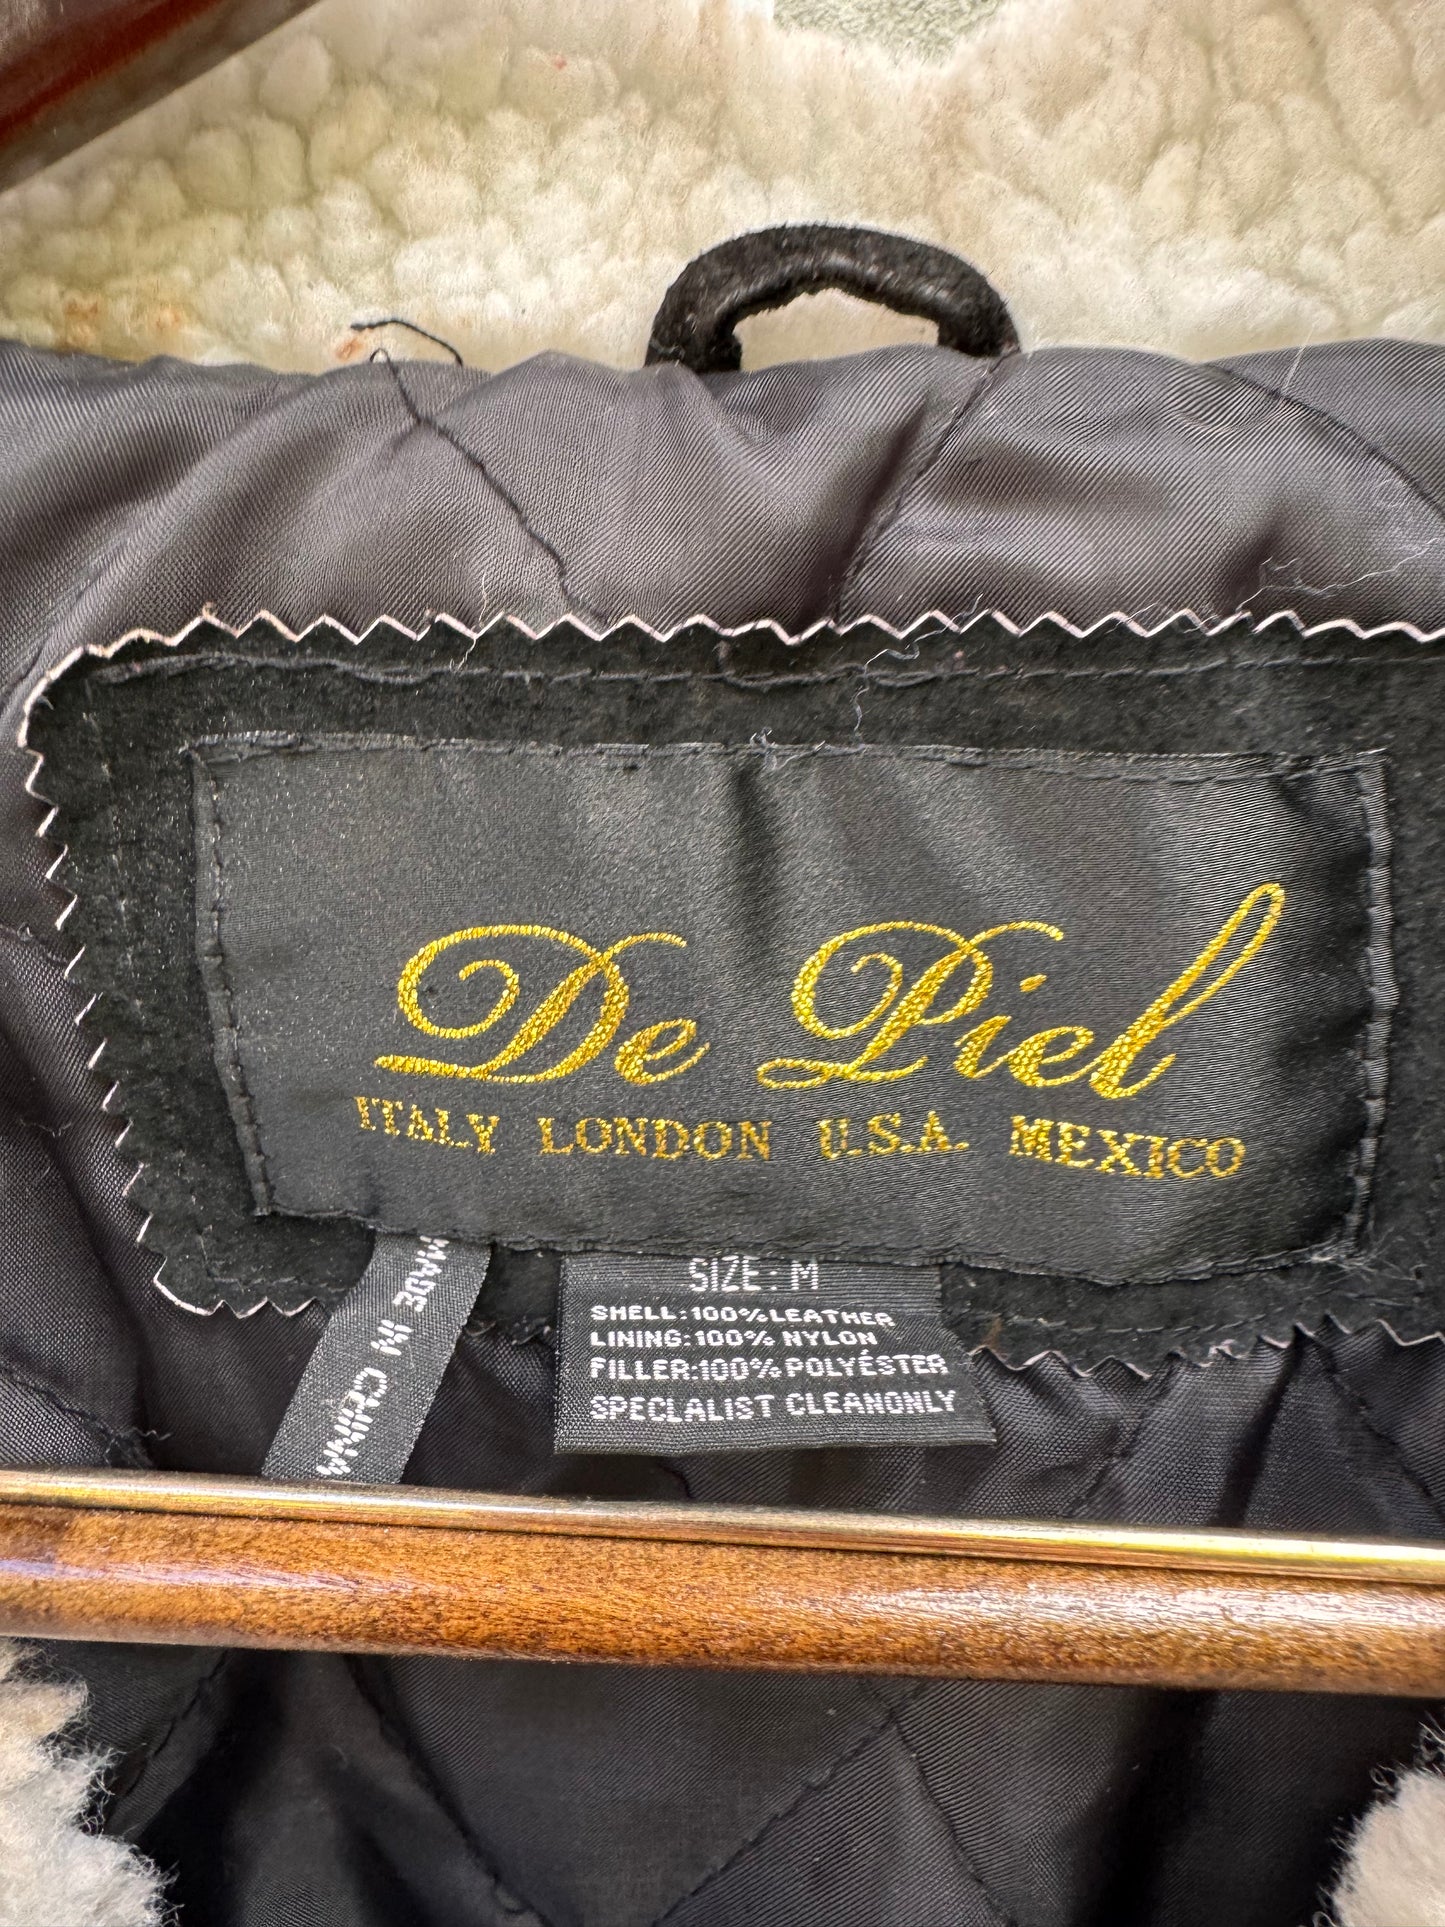 De Piel
ITALY LONDON U.S.A. MEXICO
MADE IN CHINA
SIZE: M
SHELL:100%LEATHER
LINING:100% NYLON
FILLER:100%POLYÉSTER
SPECLALIST CLEANONLY